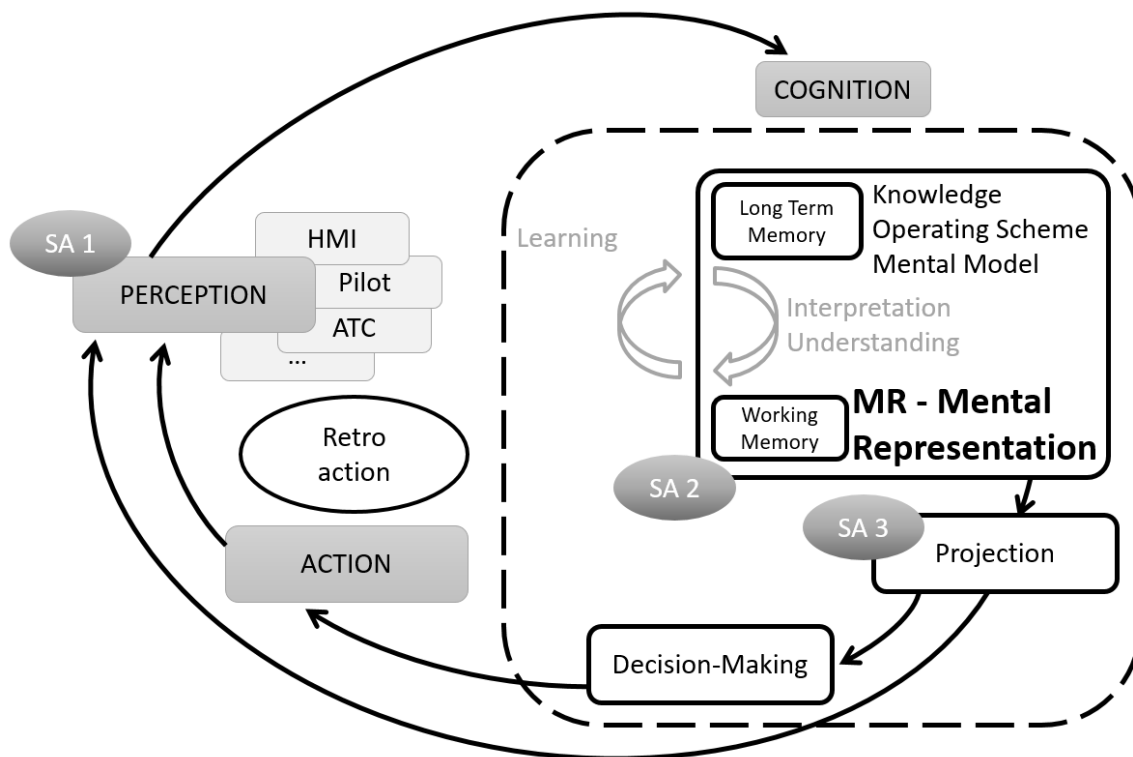 COGNITION
SA 1
PERCEPTION
HMI
Pilot
ATC
...
Retro
action
ACTION
Learning
Long Term
Memory
Knowledge
Operating Scheme
Mental Model
Interpretation
Understanding
Working
Memory
MR - Mental
Representation
SA 2
SA 3
Projection
Decision-Making